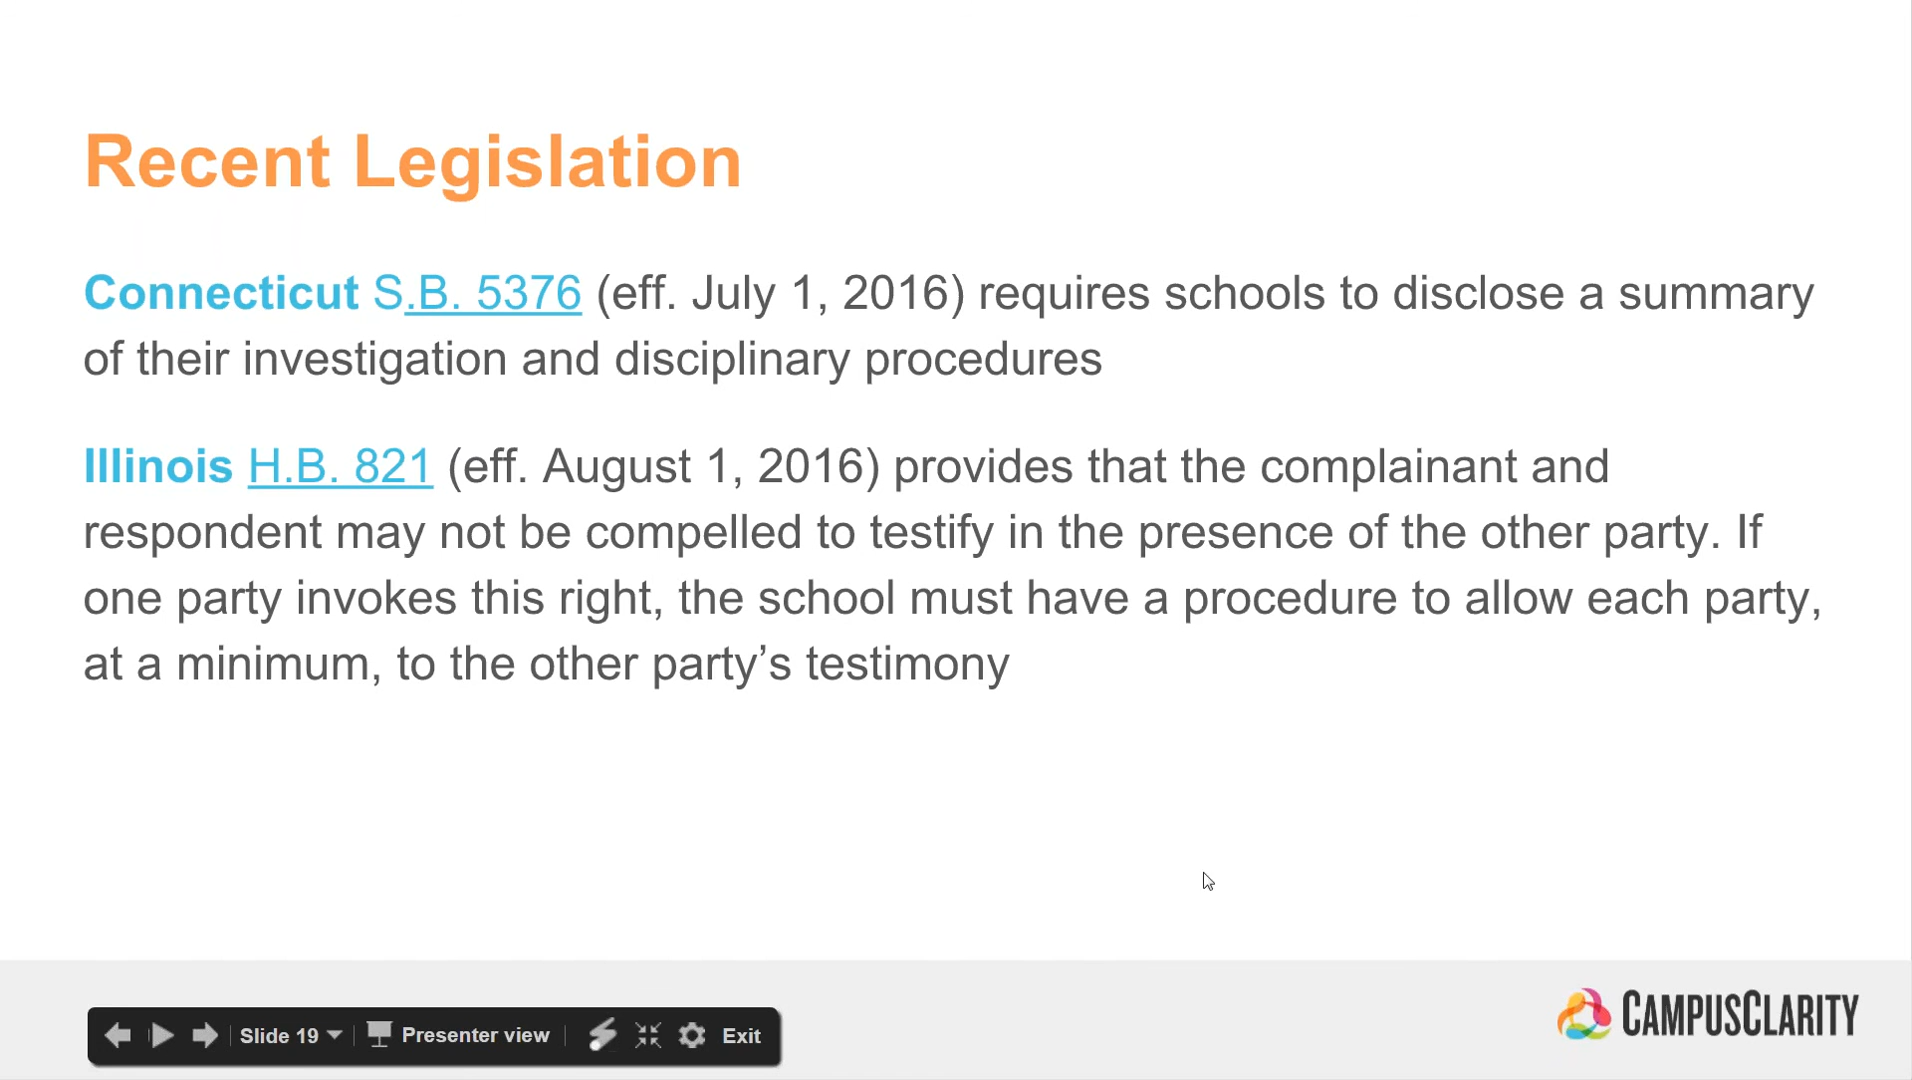 Recent Legislation
Connecticut S.B. 5376 (eff. July 1, 2016) requires schools to disclose a summary
of their investigation and disciplinary procedures
Illinois H.B. 821 (eff. August 1, 2016) provides that the complainant and
respondent may not be compelled to testify in the presence of the other party. If
one party invokes this right, the school must have a procedure to allow each party,
at a minimum, to the other party’s testimony
Slide 19 Presenter view Exit
CAMPUSCLARITY